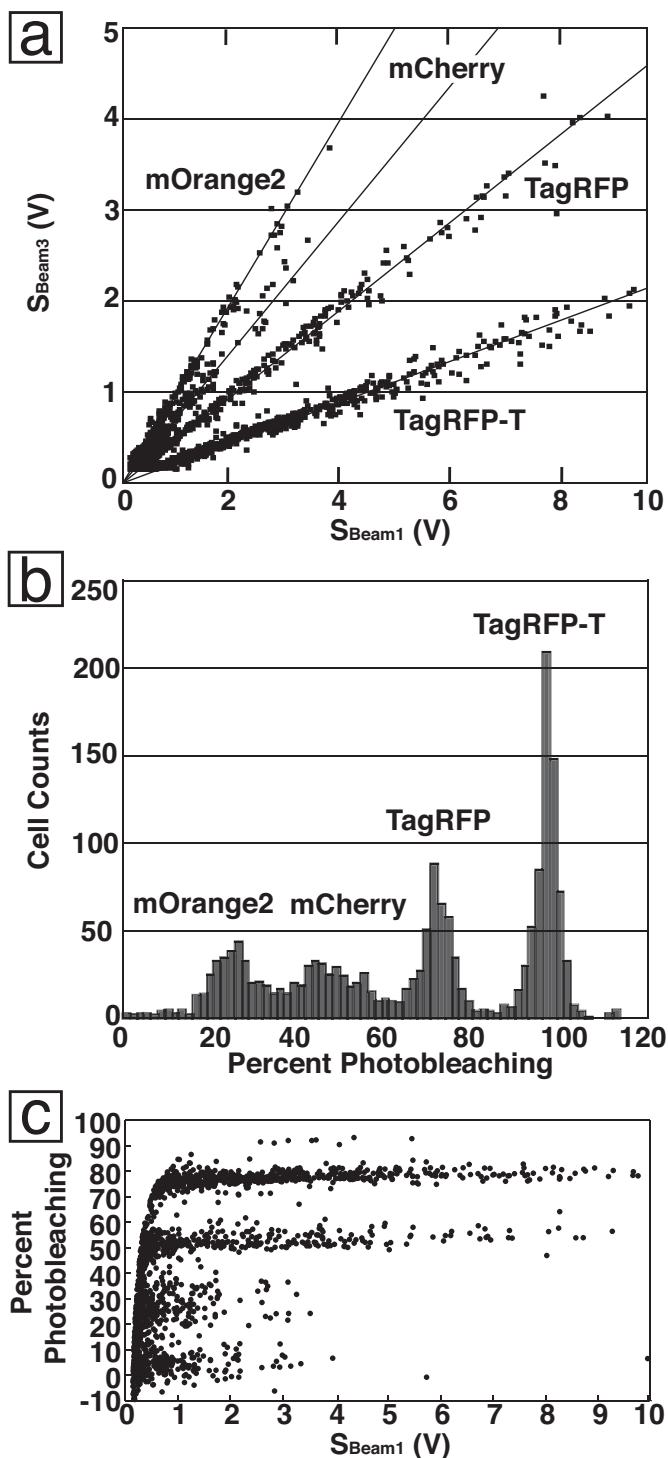 a
5
4
3
2
1
0
S Beam3 (V)
mOrange2
mCherry
TagRFP
TagRFP-T
0
2
4
6
8
10
S Beam1 (V)
b
250
200
150
100
50
0
Cell Counts
mOrange2
mCherry
TagRFP
TagRFP-T
0
20
40
60
80
100
120
Percent Photobleaching
c
100
90
80
70
60
50
40
30
20
10
0
-10
Percent
Photobleaching
0
1
2
3
4
5
6
7
8
9
10
S Beam1 (V)